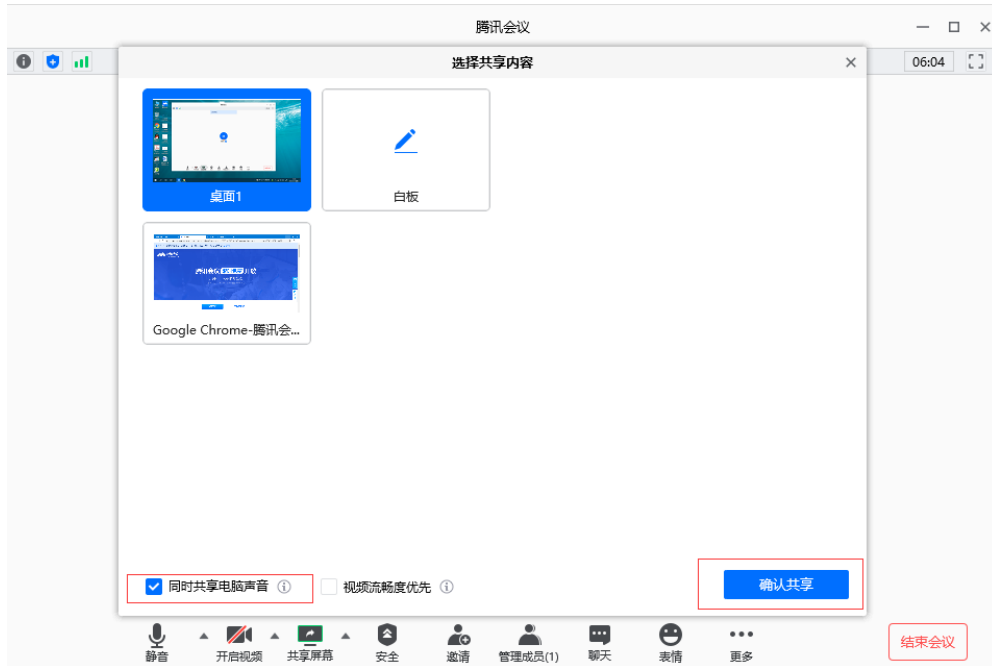 腾讯会议
选择共享内容
06:04
桌面1
白板
Google Chrome-腾讯会...
同时共享电脑声音
视频流畅度优先
确认共享
静音
开启视频
共享屏幕
安全
邀请
管理成员(1)
聊天
表情
更多
结束会议